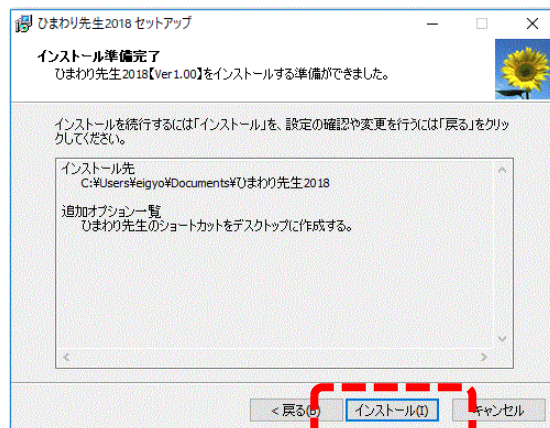 ひまわり先生2018 セットアップ
インストール準備完了
ひまわり先生2018【Ver1.00】をインストールする準備ができました。
インストールを続行するには「インストール」を、設定の確認や変更を行うには「戻る」をクリッ
クしてください。
インストール先
C:¥Users¥eigyo¥Documents¥ひまわり先生2018
追加オプション一覧
ひまわり先生のショートカットをデスクトップに作成する。
< 戻る(B)
インストール(I)
キャンセル